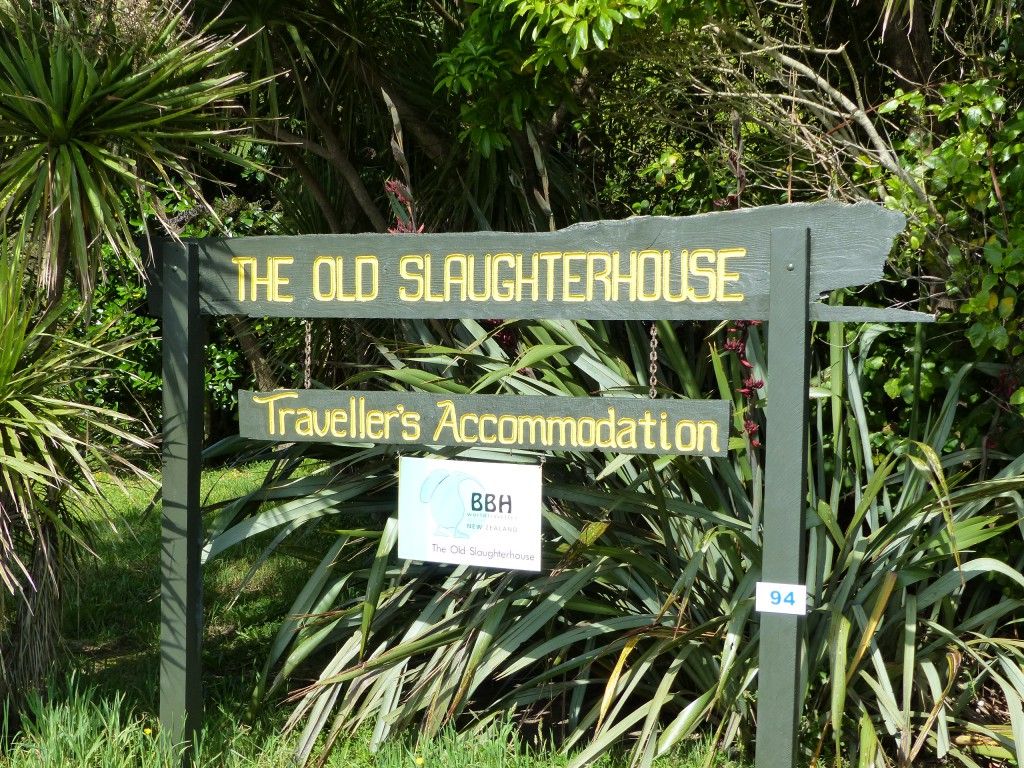 THE OLD SLAUGHTERHOUSE
Traveller's Accommodation
BBH
NEW ZEALAND
The Old Slaughterhouse
94